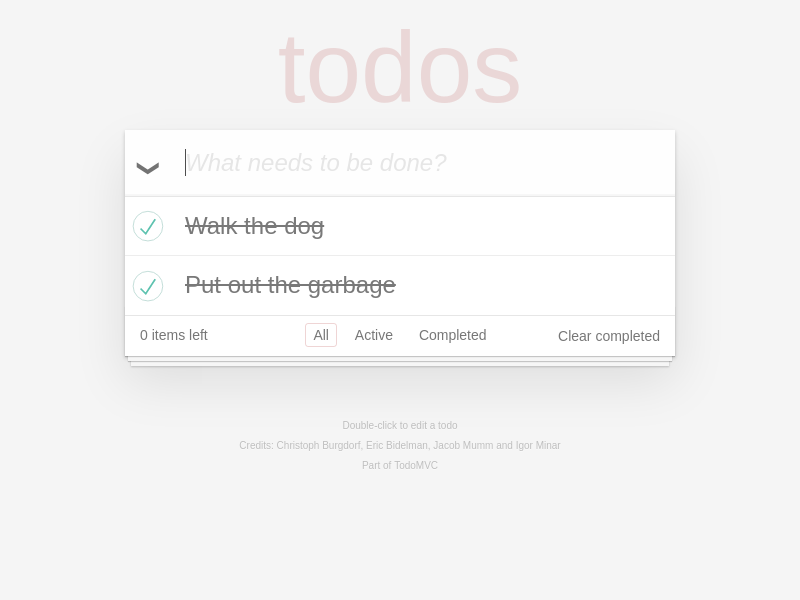 todos
What needs to be done?
Walk the dog
Put out the garbage
0 items left All Active Completed Clear completed
Double-click to edit a todo
Credits: Christoph Burgdorf, Eric Bidelman, Jacob Mumm and Igor Minar
Part of TodoMVC